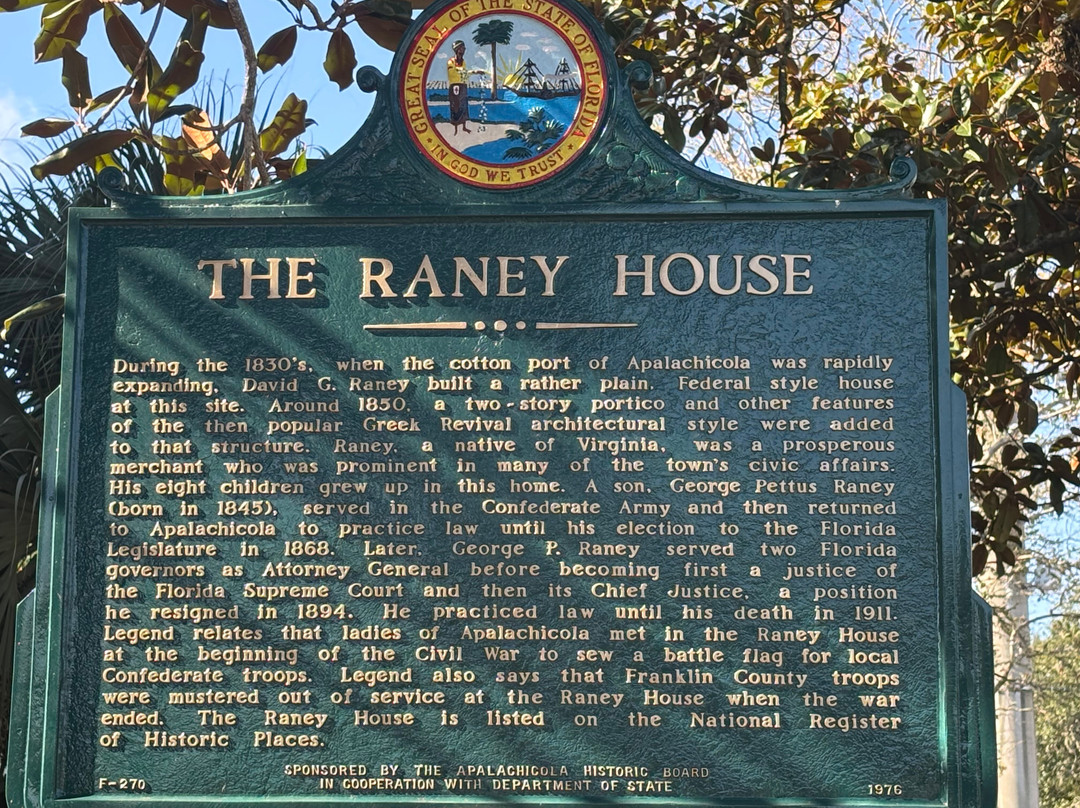 GREAT SEAL OF THE STATE OF FLORIDA
IN GOD WE TRUST
THE RANEY HOUSE
During the 1830's, when the cotton port of Apalachicola was rapidly
expanding, David G. Raney built a rather plain, Federal style house
at this site. Around 1850, a two-story portico and other features
of the then popular Greek Revival architectural style were added
to that structure. Raney, a native of Virginia, was a prosperous
merchant who was prominent in many of the town's civic affairs.
His eight children grew up in this home. A son, George Pettus Raney
(born in 1845), served in the Confederate Army and then returned
to Apalachicola to practice law until his election to the Florida
Legislature in 1868. Later, George P. Raney served two Florida
governors as Attorney General before becoming first a justice of
the Florida Supreme Court and then its Chief Justice, a position
he resigned in 1894. He practiced law until his death in 1911.
Legend relates that ladies of Apalachicola met in the Raney House
at the beginning of the Civil War to sew a battle flag for local
Confederate troops. Legend also says that Franklin County troops
were mustered out of service at the Raney House when the war
ended. The Raney House is listed on the National Register
of Historic Places.
SPONSORED BY THE APALACHICOLA HISTORIC BOARD
IN COOPERATION WITH DEPARTMENT OF STATE
F-270
1976